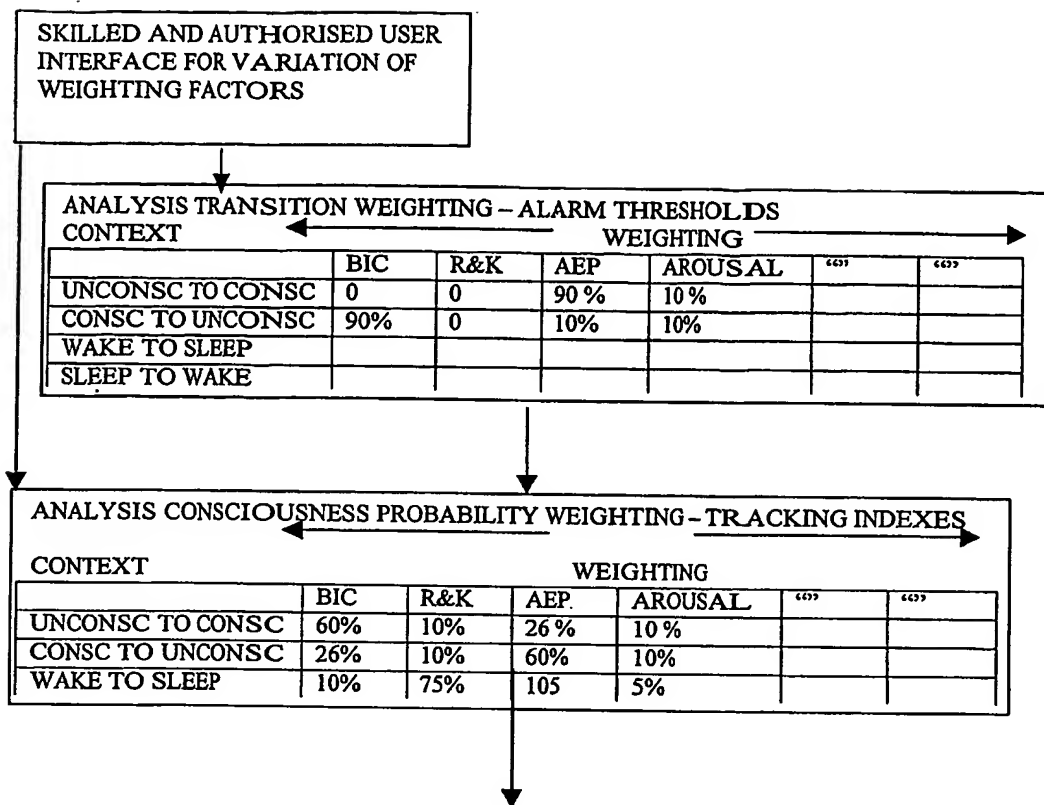 SKILLED AND AUTHORISED USER
INTERFACE FOR VARIATION OF
WEIGHTING FACTORS
ANALYSIS TRANSITION WEIGHTING – ALARM THRESHOLDS
CONTEXT WEIGHTING
BIC R&K AEP AROUSAL “” “”
UNCONSC TO CONSC 0 0 90 % 10 %
CONSC TO UNCONSC 90% 0 10% 10%
WAKE TO SLEEP
SLEEP TO WAKE
ANALYSIS CONSCIOUSNESS PROBABILITY WEIGHTING – TRACKING INDEXES
CONTEXT WEIGHTING
BIC R&K AEP. AROUSAL “” “”
UNCONSC TO CONSC 60% 10% 26 % 10 %
CONSC TO UNCONSC 26% 10% 60% 10%
WAKE TO SLEEP 10% 75% 105 5%